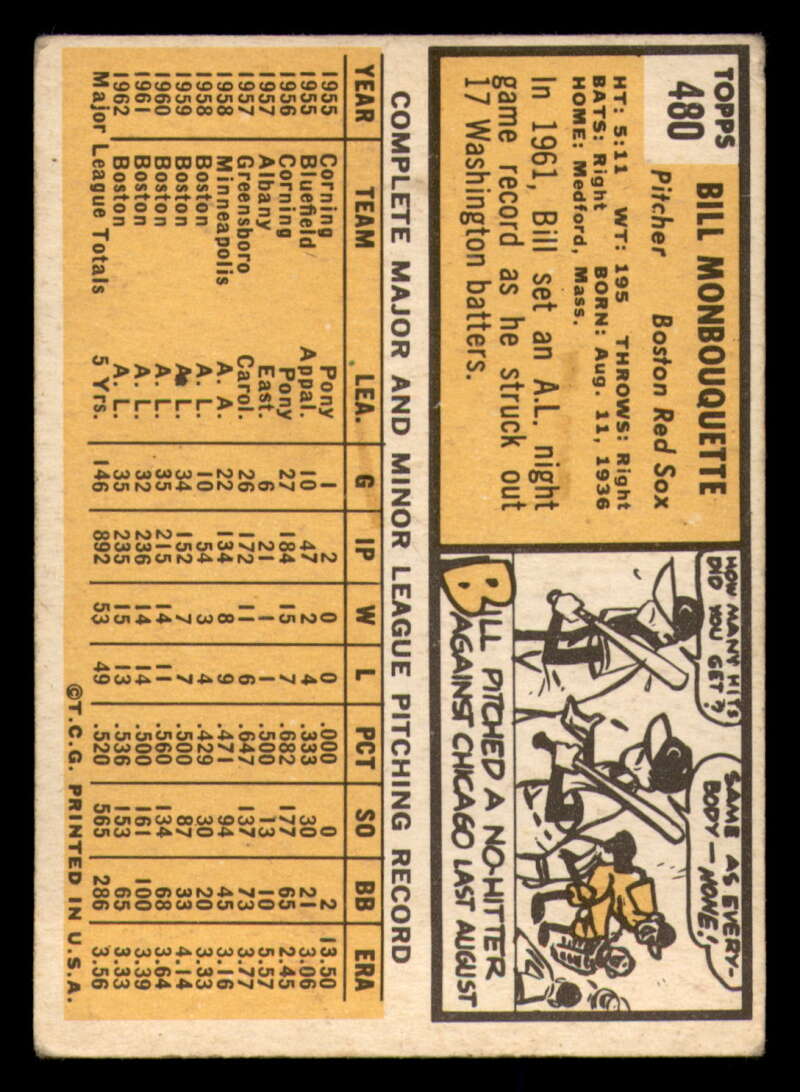 TOPPS
480
BILL MONBOUQUETTE
Pitcher Boston Red Sox
HT: 5:11 WT: 195 THROWS: Right
BATS: Right BORN: Aug. 11, 1936
HOME: Medford, Mass.
In 1961, Bill set an A.L. night
game record as he struck out
17 Washington batters.
HOW MANY HITS
DID YOU GET?
SAME AS EVERY-
BODY—NONE!
BILL PITCHED A NO-HITTER
AGAINST CHICAGO LAST AUGUST
COMPLETE MAJOR AND MINOR LEAGUE PITCHING RECORD
YEAR TEAM LEA. G IP W L PCT SO BB ERA
1955 Corning Pony 1 2 0 0 .000 0 2 13.50
1955 Bluefield Appal. 10 47 2 4 .333 30 21 3.06
1956 Corning Pony 27 184 15 7 .682 177 65 2.45
1957 Albany East. 6 21 1 1 .500 13 10 5.57
1957 Greensboro Carol. 26 172 11 6 .647 137 73 3.77
1958 Minneapolis A. A. 22 134 8 9 .471 94 45 3.16
1958 Boston A. L. 10 54 3 4 .429 30 20 3.33
1959 Boston A. L. 34 152 7 7 .500 87 33 4.14
1960 Boston A. L. 35 215 14 11 .560 134 68 3.64
1961 Boston A. L. 32 236 14 14 .500 161 100 3.39
1962 Boston A. L. 35 235 15 13 .536 153 65 3.33
Major League Totals 5 Yrs. 146 892 53 49 .520 565 286 3.56
©T.C.G. PRINTED IN U.S.A.